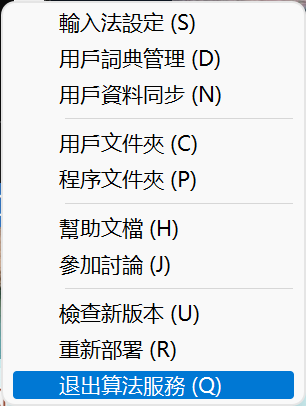 輸入法設定 (S)
用戶詞典管理 (D)
用戶資料同步 (N)
用戶文件夾 (C)
程序文件夾 (P)
幫助文檔 (H)
參加討論 (J)
檢查新版本 (U)
重新部署 (R)
退出算法服務 (Q)